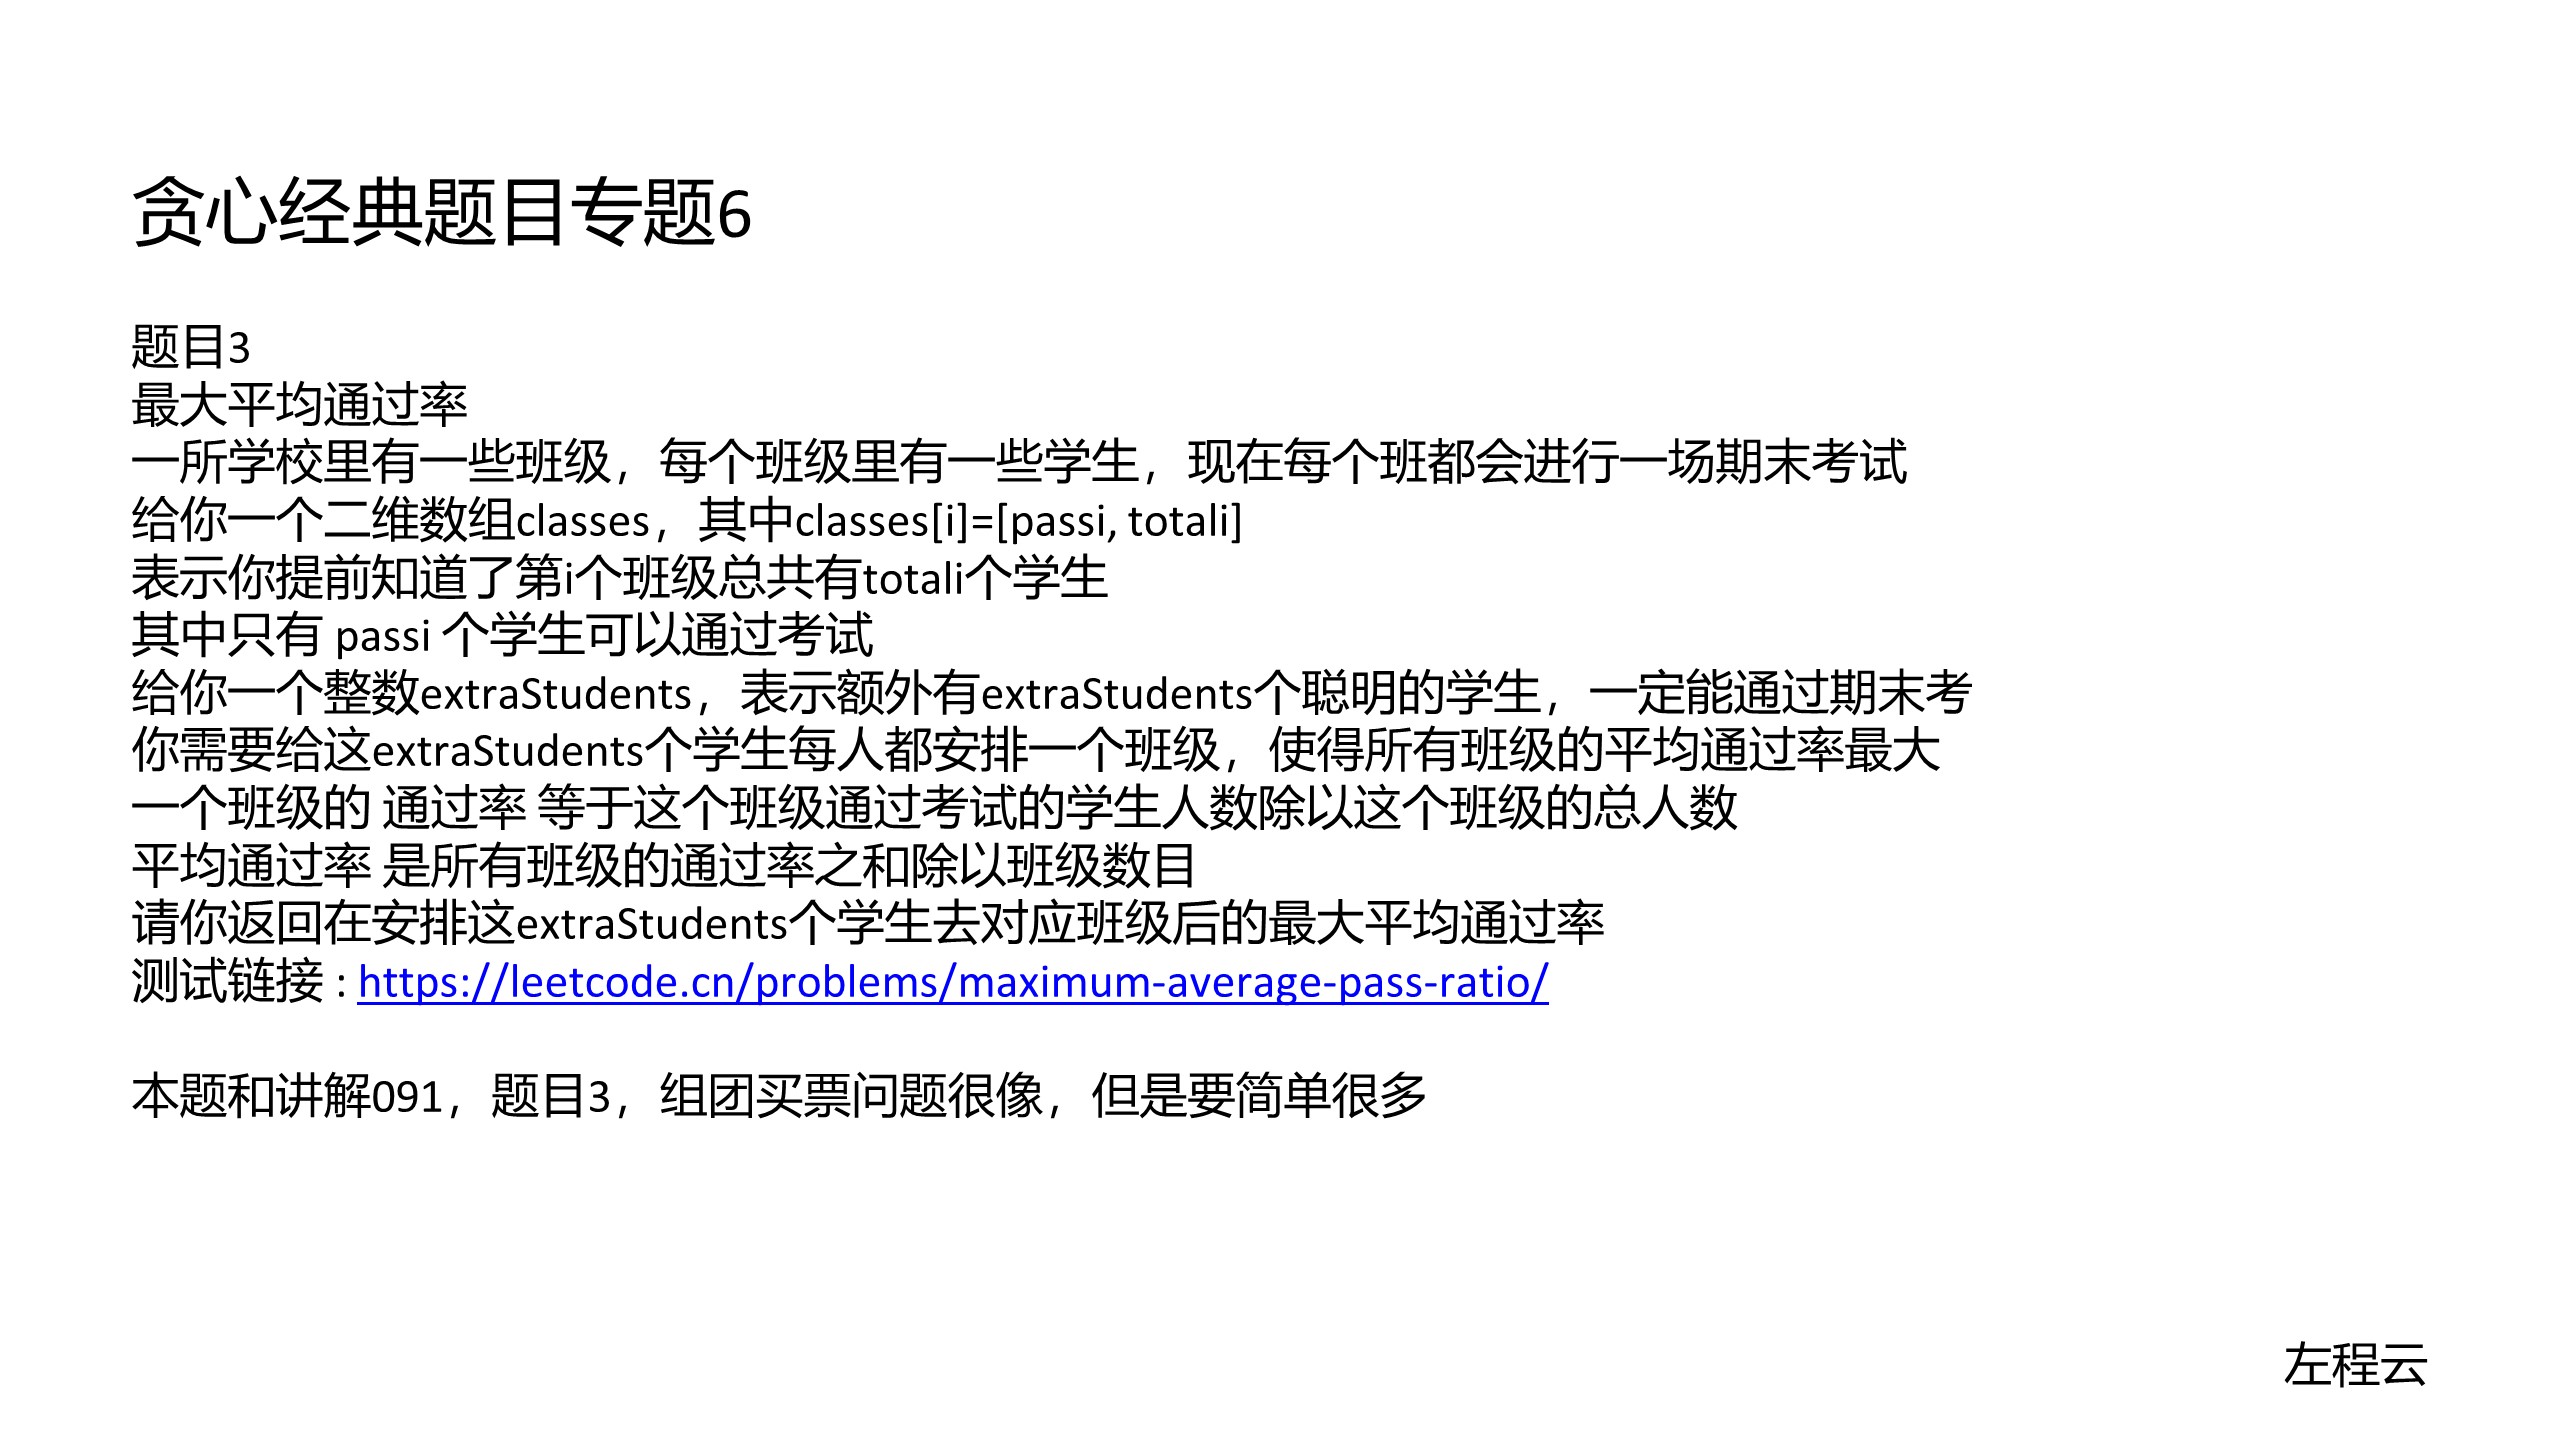 贪心经典题目专题6
题目3
最大平均通过率
一所学校里有一些班级，每个班级里有一些学生，现在每个班都会进行一场期末考试
给你一个二维数组classes，其中classes[i]=[passi, totali]
表示你提前知道了第i个班级总共有totali个学生
其中只有 passi 个学生可以通过考试
给你一个整数extraStudents，表示额外有extraStudents个聪明的学生，一定能通过期末考
你需要给这extraStudents个学生每人都安排一个班级，使得所有班级的平均通过率最大
一个班级的 通过率 等于这个班级通过考试的学生人数除以这个班级的总人数
平均通过率 是所有班级的通过率之和除以班级数目
请你返回在安排这extraStudents个学生去对应班级后的最大平均通过率
测试链接 : https://leetcode.cn/problems/maximum-average-pass-ratio/
本题和讲解091，题目3，组团买票问题很像，但是要简单很多
左程云